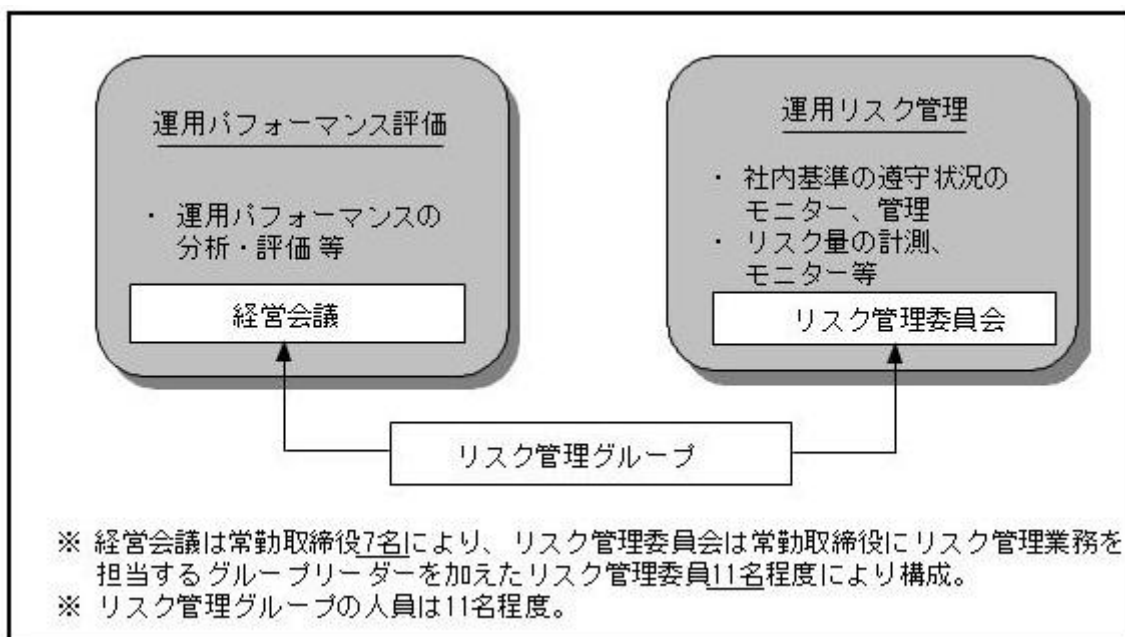 運用パフォーマンス評価
・ 運用パフォーマンスの
分析・評価 等
経営会議
運用リスク管理
・ 社内基準の遵守状況の
モニター、管理
・ リスク量の計測、
モニター等
リスク管理委員会
リスク管理グループ
※ 経営会議は常勤取締役7名により、リスク管理委員会は常勤取締役にリスク管理業務を
担当するグループリーダーを加えたリスク管理委員11名程度により構成。
※ リスク管理グループの人員は11名程度。